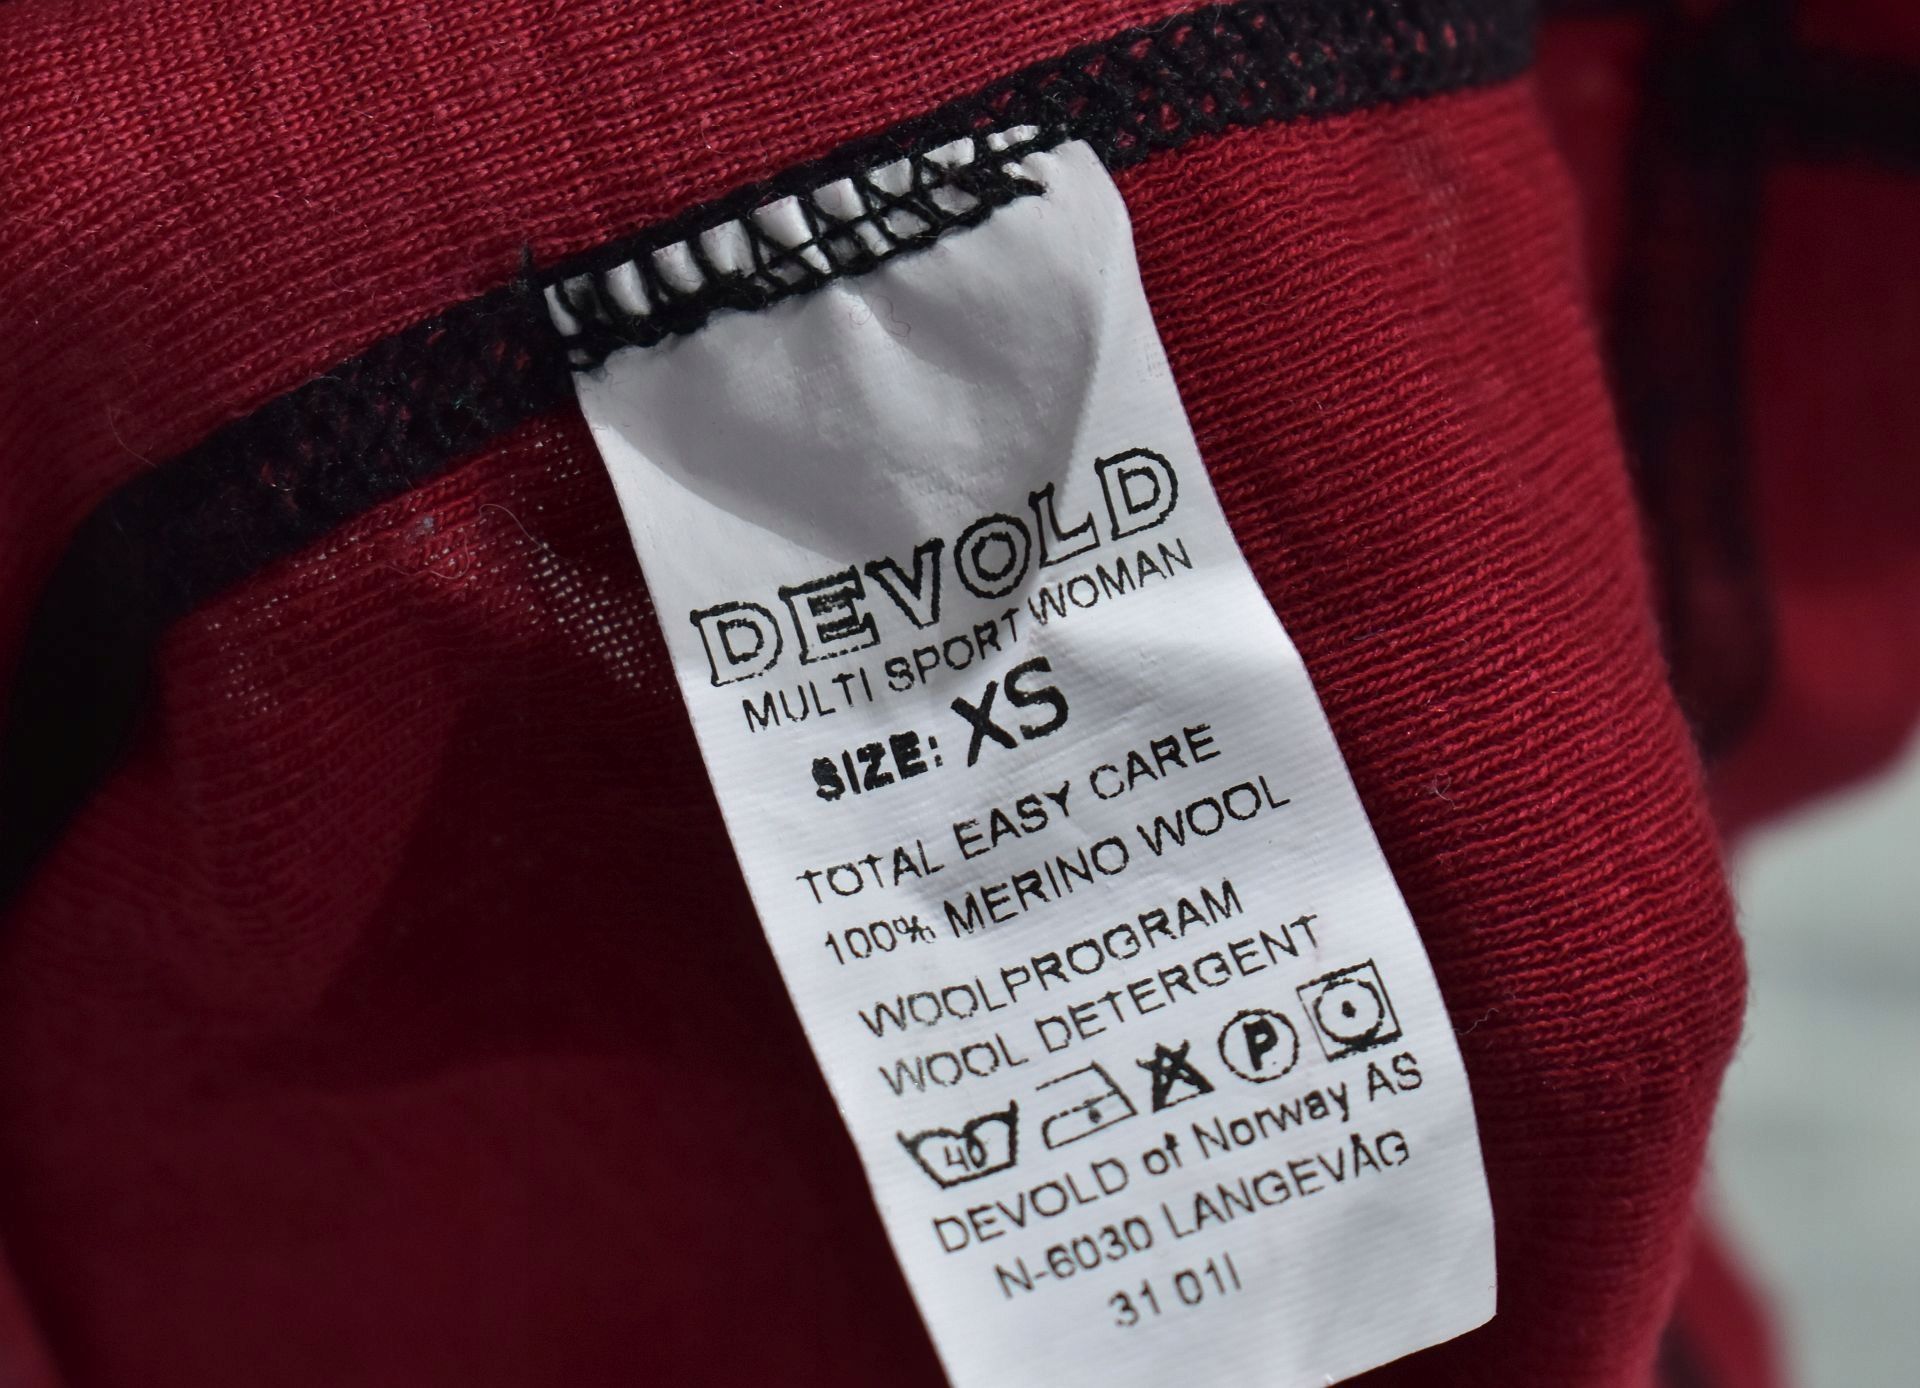 DEVOLD
MULTI SPORT WOMAN
SIZE: XS
TOTAL EASY CARE
100% MERINO WOOL
WOOLPROGRAM
WOOL DETERGENT
40 P
DEVOLD of Norway AS
N-6030 LANGEVÅG
31 01I